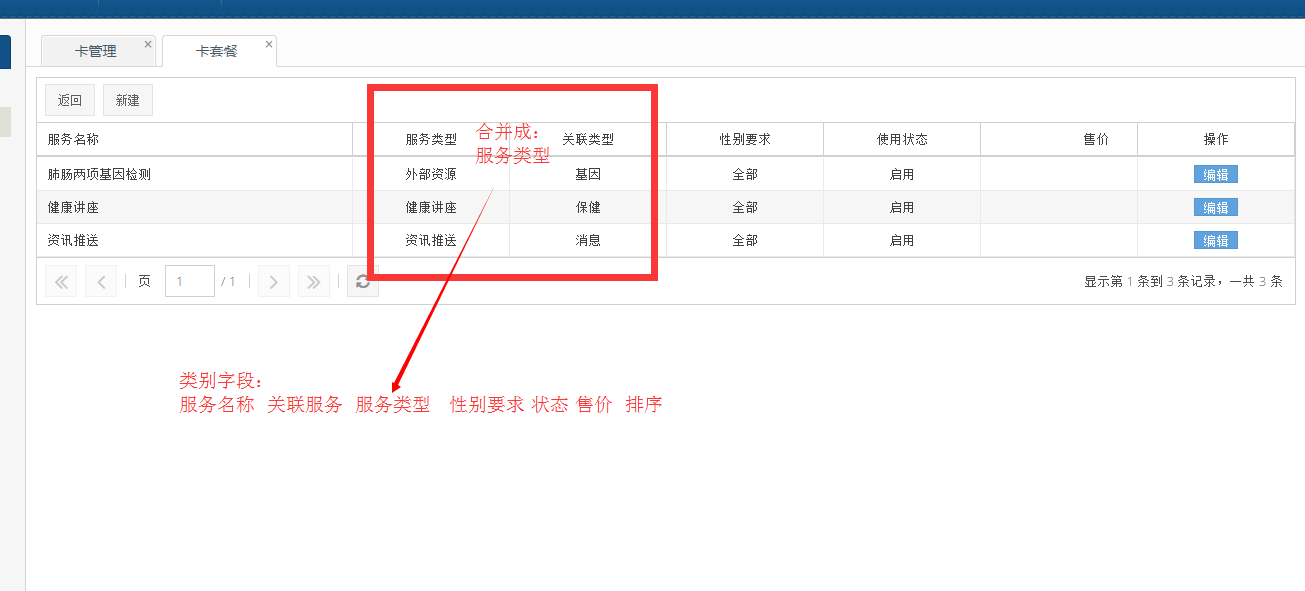 卡管理 卡套餐
返回 新建
服务名称 服务类型 关联类型 性别要求 使用状态 售价 操作
合并成:
服务类型
肺肠两项基因检测 外部资源 基因 全部 启用 编辑
健康讲座 健康讲座 保健 全部 启用 编辑
资讯推送 资讯推送 消息 全部 启用 编辑
页 1 / 1 显示第 1 条到 3 条记录，一共 3 条
类别字段:
服务名称 关联服务 服务类型 性别要求 状态 售价 排序